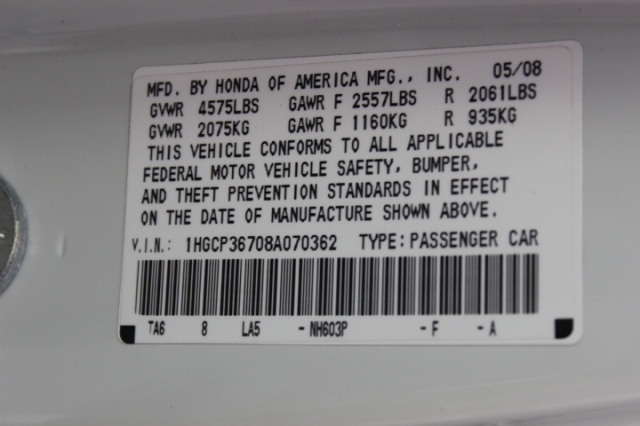 MFD. BY HONDA OF AMERICA MFG., INC. 05/08
GVWR 4575LBS GAWR F 2557LBS R 2061LBS
GVWR 2075KG GAWR F 1160KG R 935KG
THIS VEHICLE CONFORMS TO ALL APPLICABLE
FEDERAL MOTOR VEHICLE SAFETY, BUMPER,
AND THEFT PREVENTION STANDARDS IN EFFECT
ON THE DATE OF MANUFACTURE SHOWN ABOVE.
V.I.N.: 1HGCP36708A070362 TYPE: PASSENGER CAR
TA6 8 LA5 - NH603P - F - A